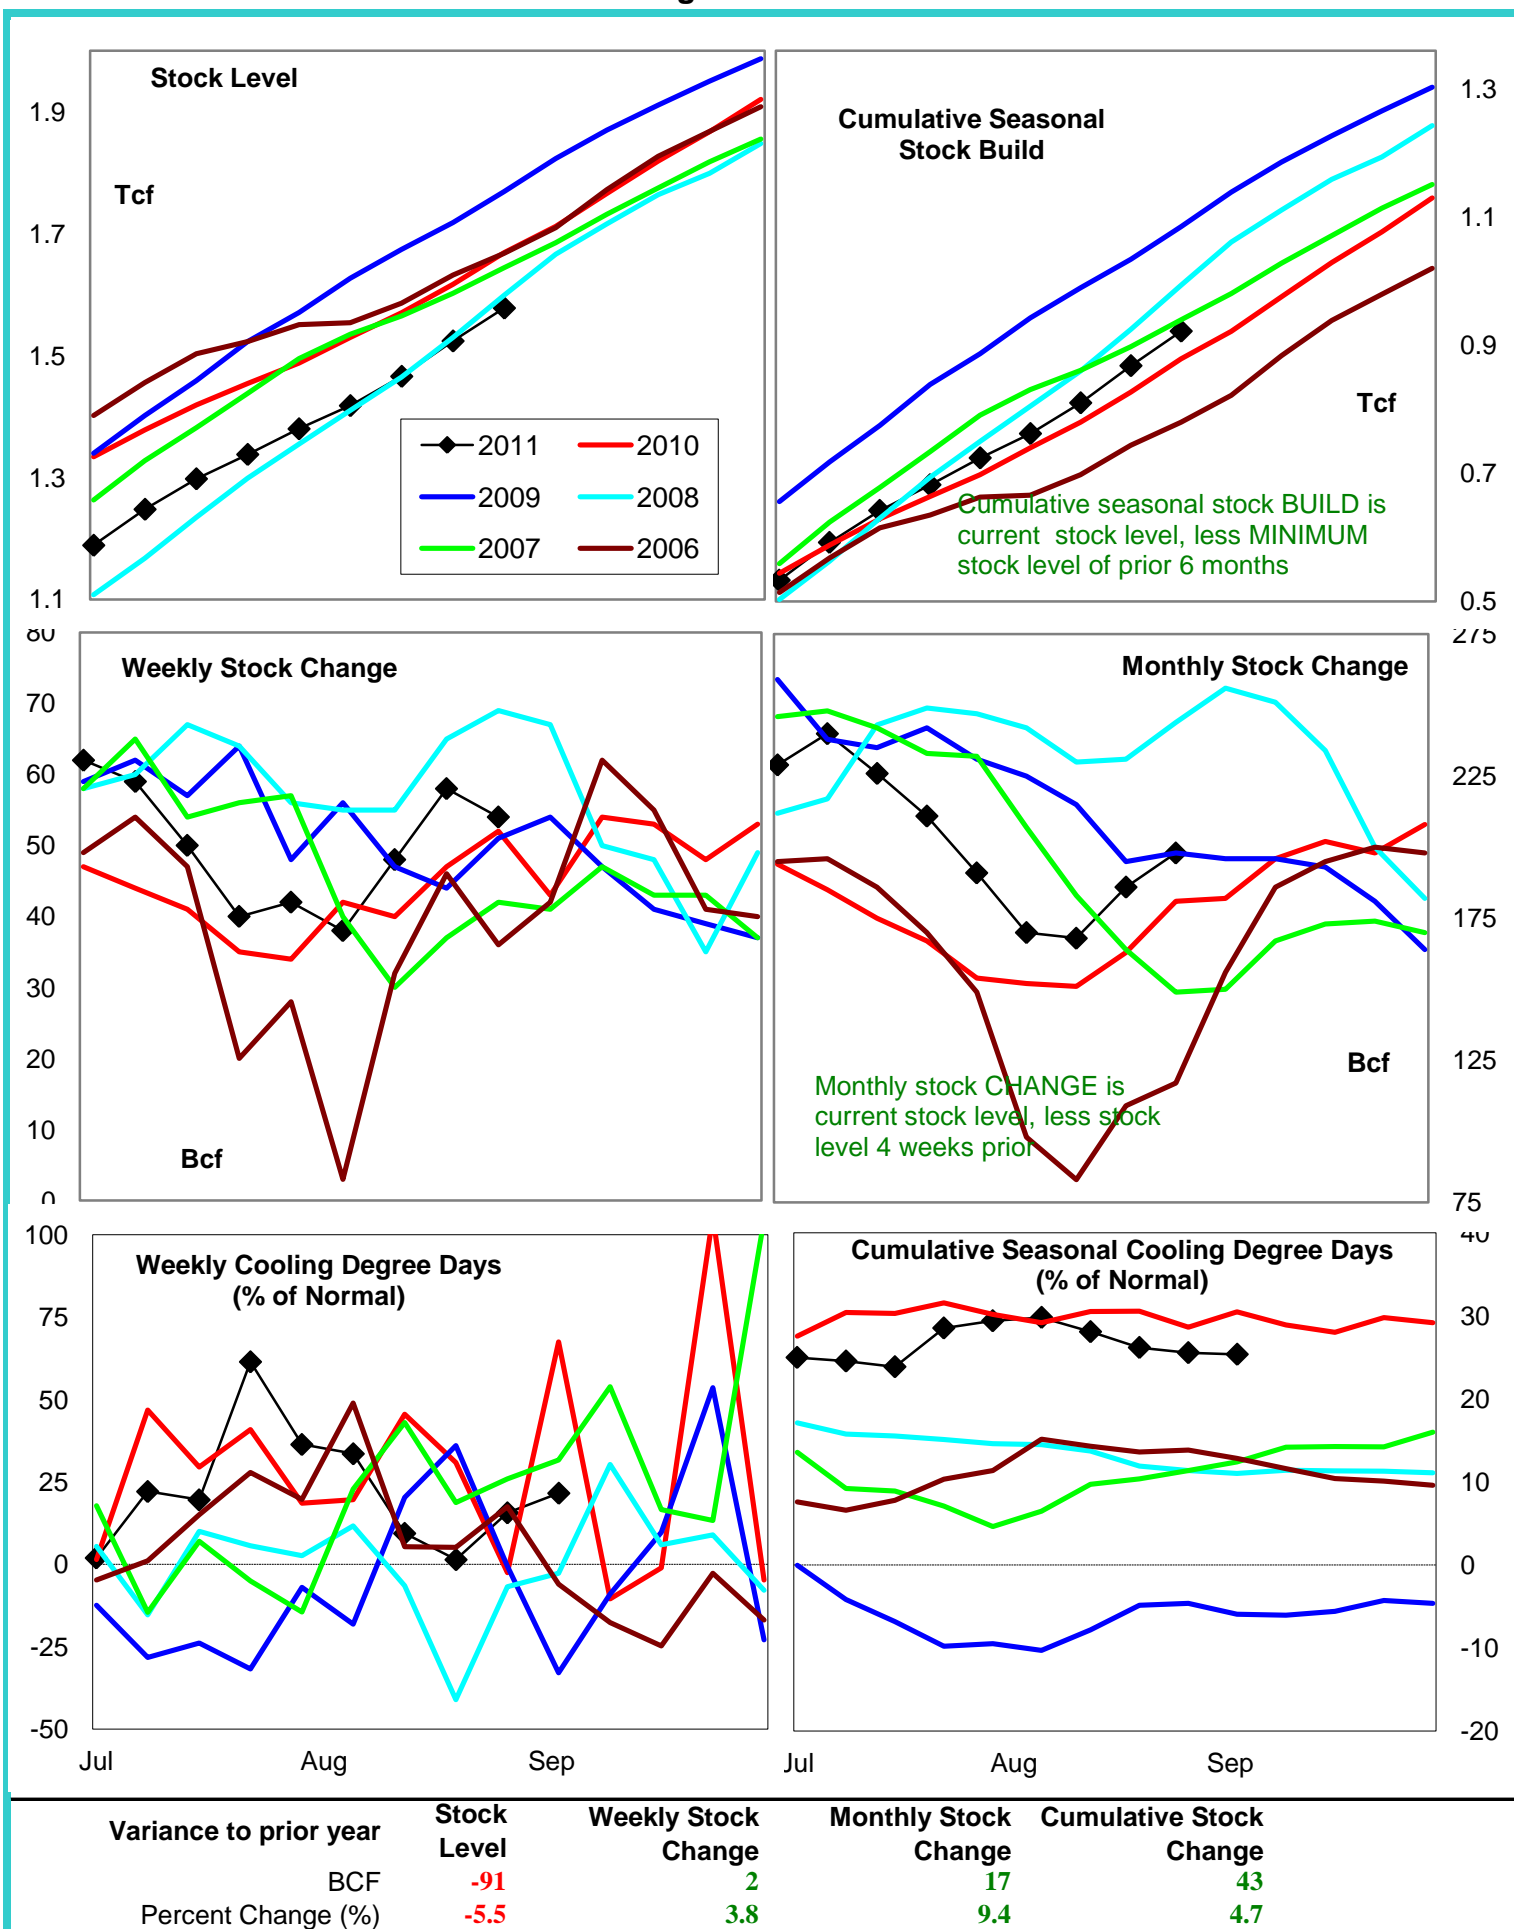 Stock Level
Tcf
1.9
1.7
1.5
1.3
1.1
2011
2010
2009
2008
2007
2006
Cumulative Seasonal
Stock Build
Tcf
Cumulative seasonal stock BUILD is
current stock level, less MINIMUM
stock level of prior 6 months
1.3
1.1
0.9
0.7
0.5
Weekly Stock Change
Bcf
80
70
60
50
40
30
20
10
0
Monthly Stock Change
Bcf
Monthly stock CHANGE is
current stock level, less stock
level 4 weeks prior
275
225
175
125
75
Weekly Cooling Degree Days
(% of Normal)
100
75
50
25
0
-25
-50
Jul Aug Sep
Cumulative Seasonal Cooling Degree Days
(% of Normal)
40
30
20
10
0
-10
-20
Jul Aug Sep
Variance to prior year
Stock
Level
Weekly Stock
Change
Monthly Stock
Change
Cumulative Stock
Change
BCF -91 2 17 43
Percent Change (%) -5.5 3.8 9.4 4.7